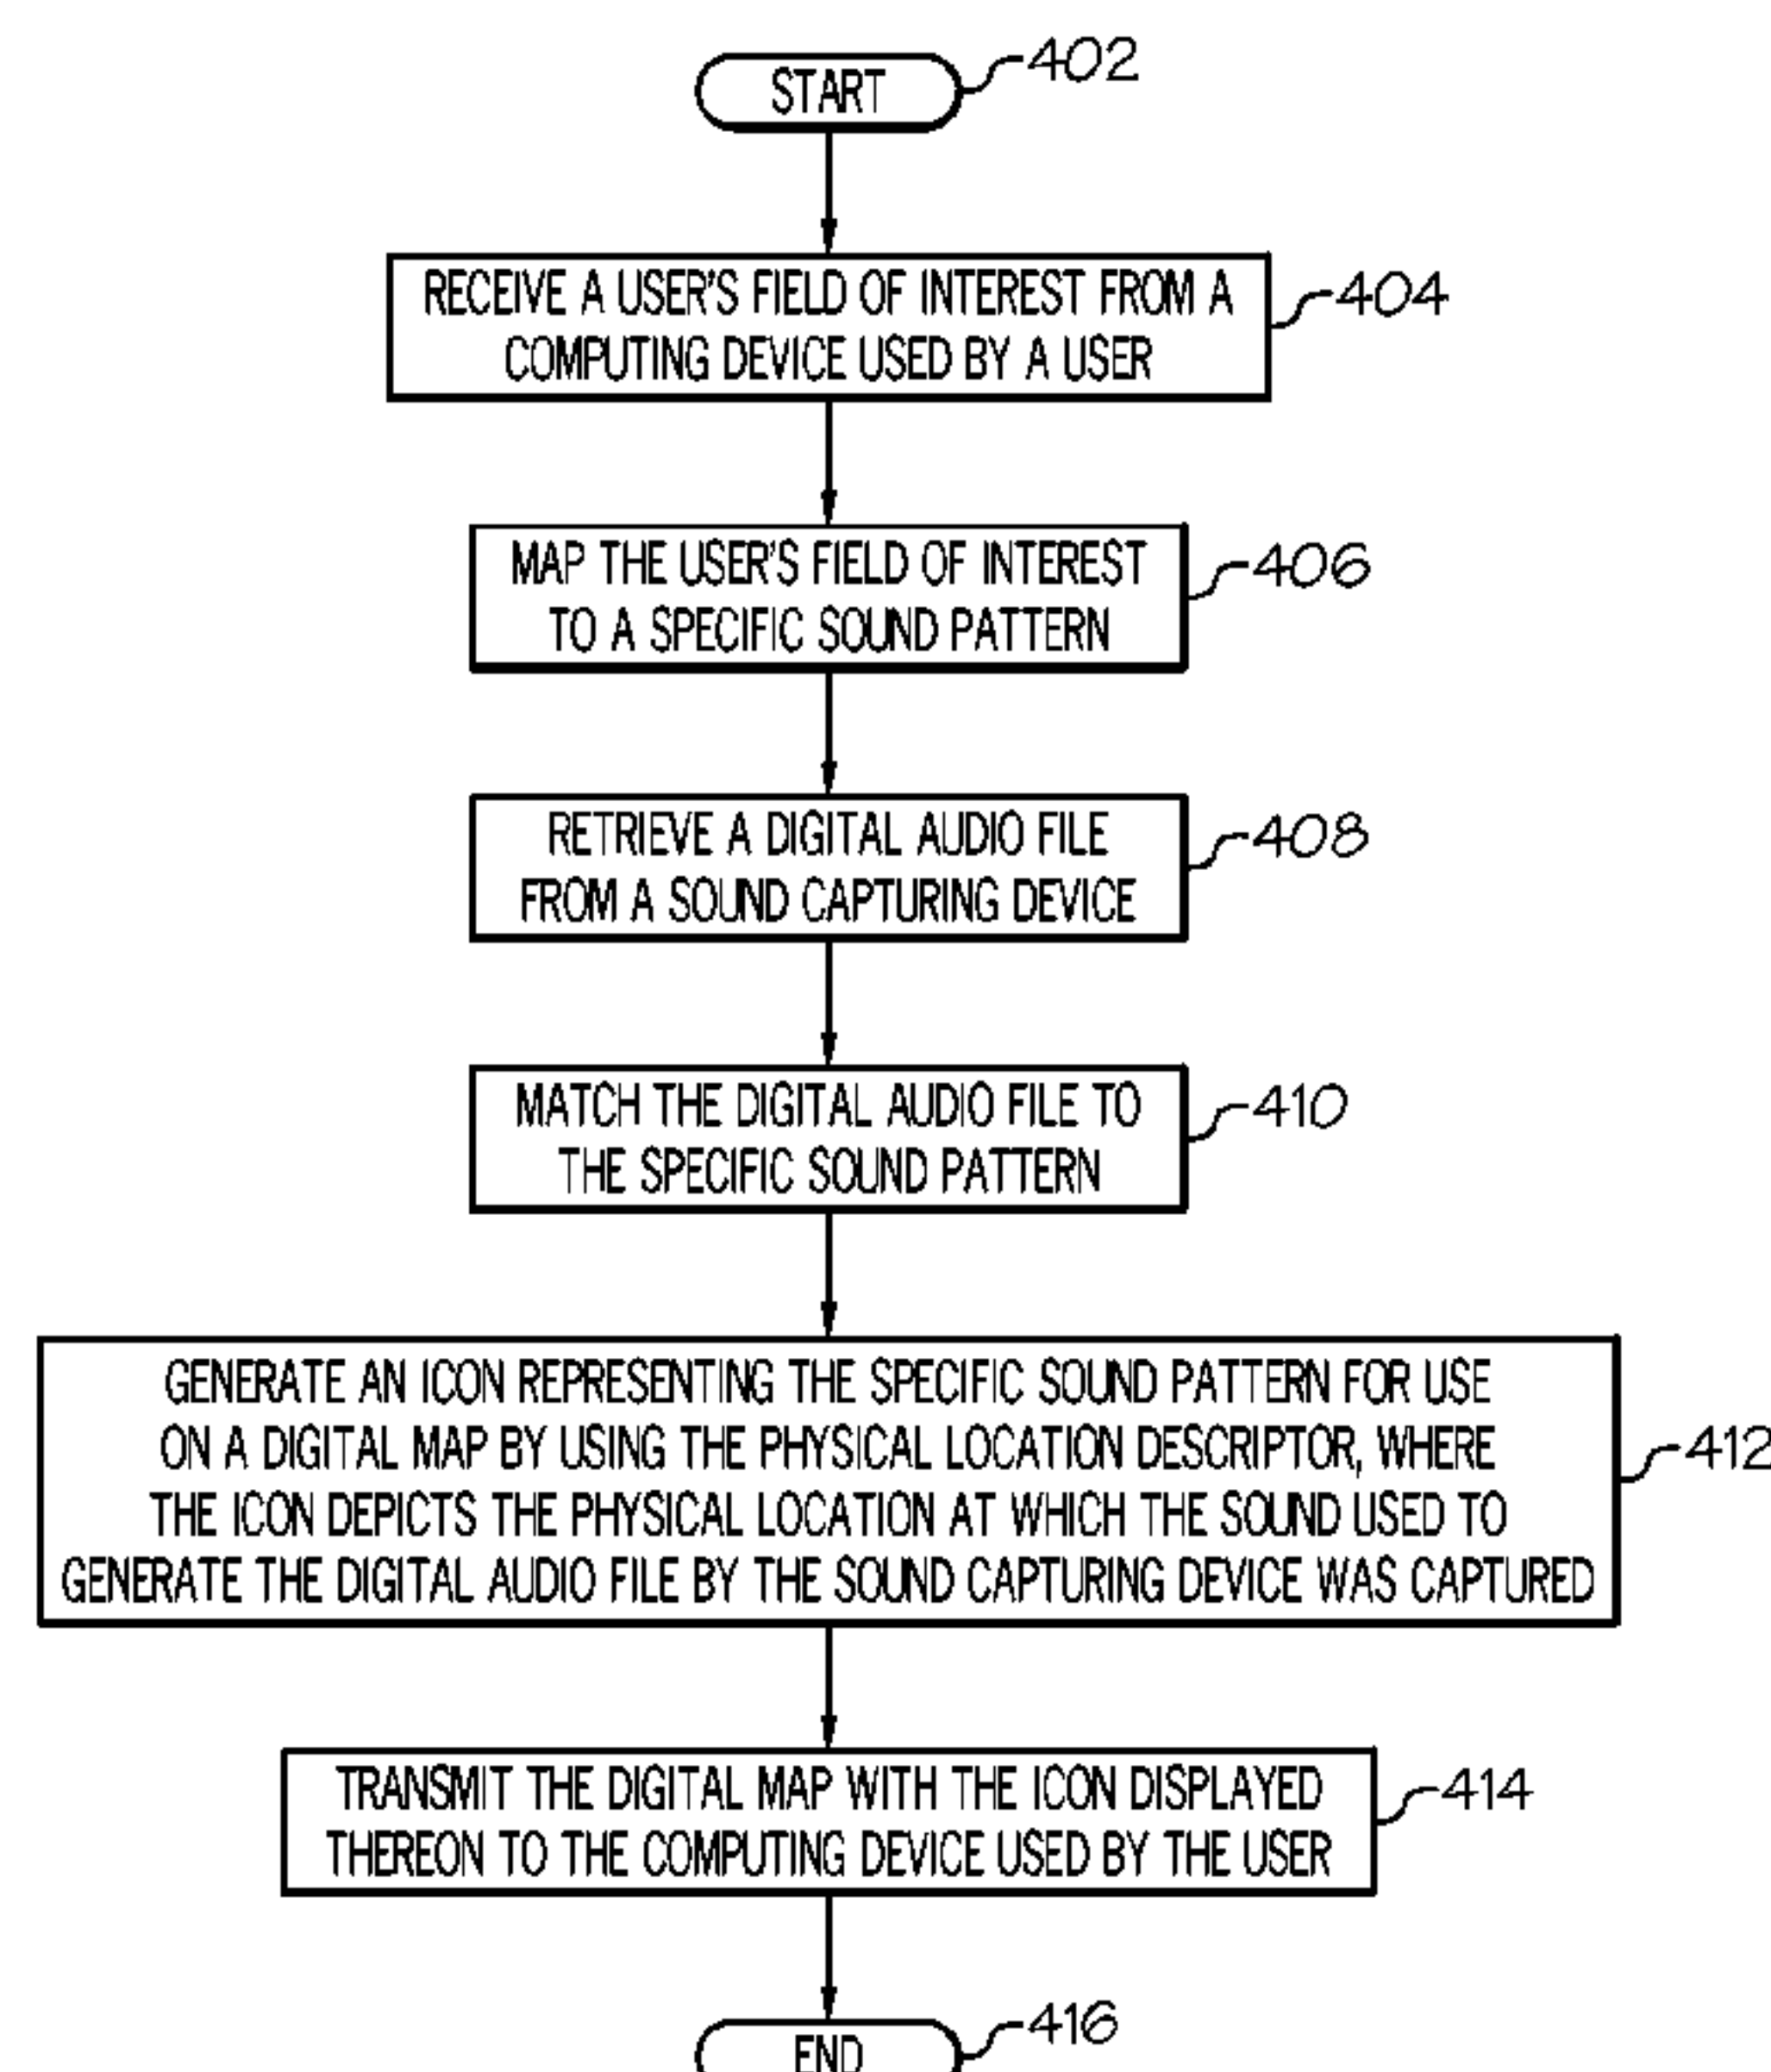 START
402
RECEIVE A USER'S FIELD OF INTEREST FROM A
COMPUTING DEVICE USED BY A USER
404
MAP THE USER'S FIELD OF INTEREST
TO A SPECIFIC SOUND PATTERN
406
RETRIEVE A DIGITAL AUDIO FILE
FROM A SOUND CAPTURING DEVICE
408
MATCH THE DIGITAL AUDIO FILE TO
THE SPECIFIC SOUND PATTERN
410
GENERATE AN ICON REPRESENTING THE SPECIFIC SOUND PATTERN FOR USE
ON A DIGITAL MAP BY USING THE PHYSICAL LOCATION DESCRIPTOR, WHERE
THE ICON DEPICTS THE PHYSICAL LOCATION AT WHICH THE SOUND USED TO
GENERATE THE DIGITAL AUDIO FILE BY THE SOUND CAPTURING DEVICE WAS CAPTURED
412
TRANSMIT THE DIGITAL MAP WITH THE ICON DISPLAYED
THEREON TO THE COMPUTING DEVICE USED BY THE USER
414
END
416